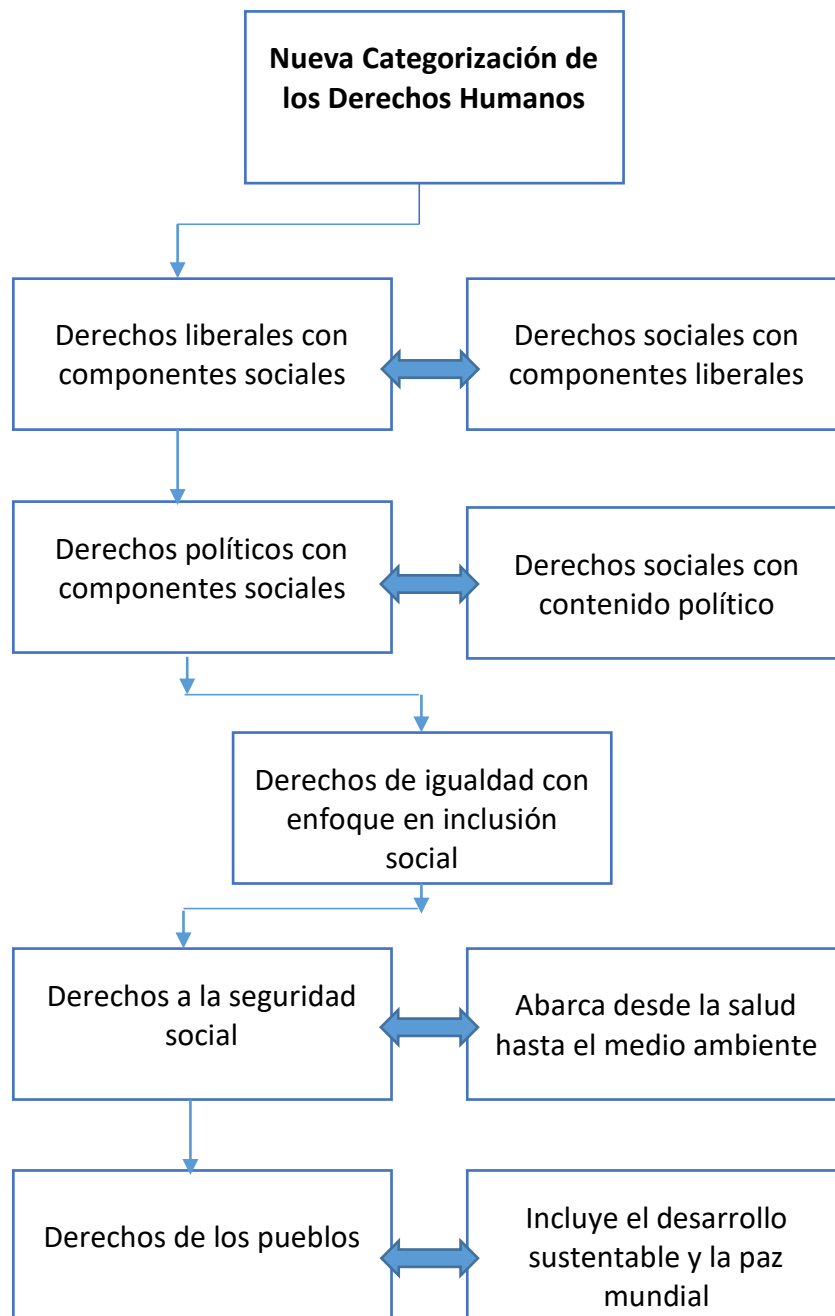 Nueva Categorización de
los Derechos Humanos
Derechos liberales con
componentes sociales
Derechos sociales con
componentes liberales
Derechos políticos con
componentes sociales
Derechos sociales con
contenido político
Derechos de igualdad con
enfoque en inclusión
social
Derechos a la seguridad
social
Abarca desde la salud
hasta el medio ambiente
Derechos de los pueblos
Incluye el desarrollo
sustentable y la paz
mundial